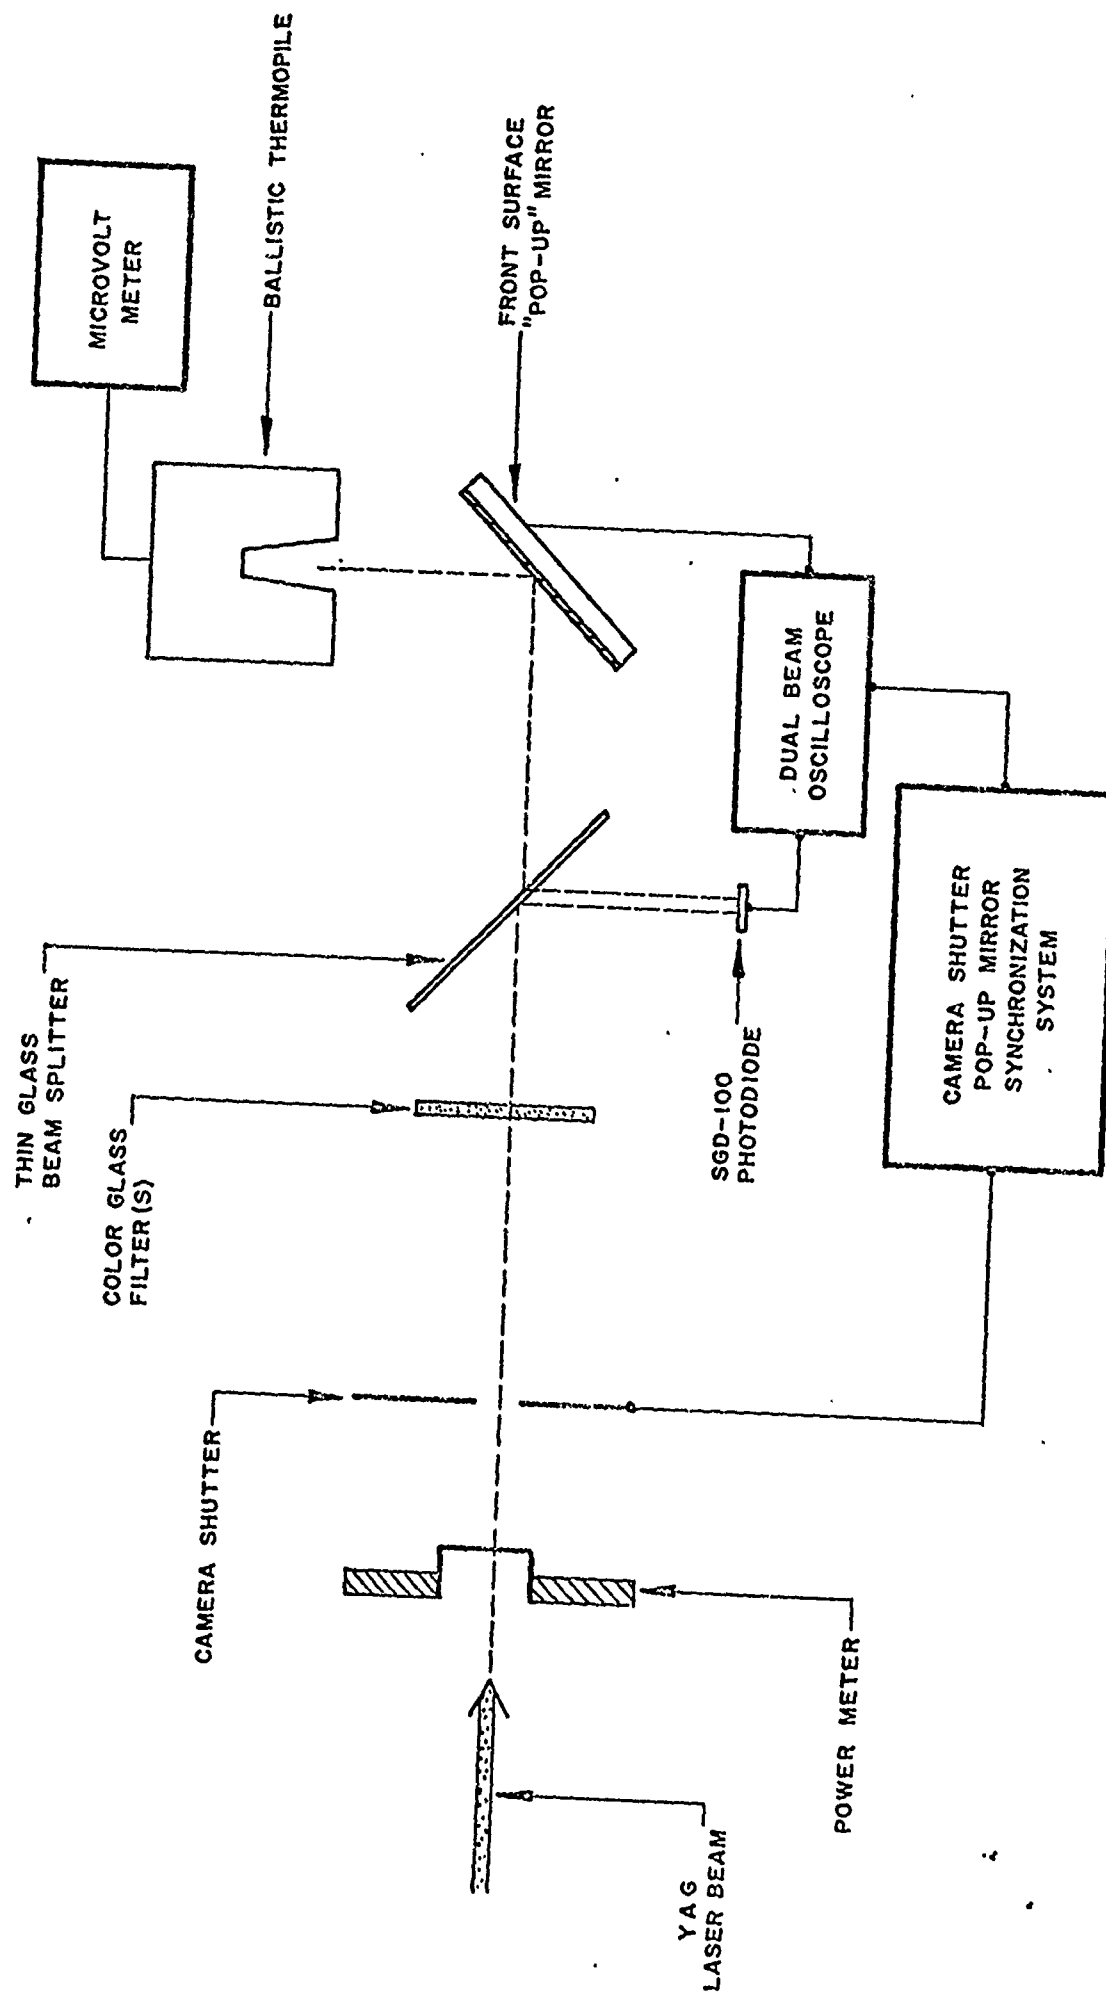 THIN GLASS
BEAM SPLITTER
COLOR GLASS
FILTER(S)
CAMERA SHUTTER
YAG
LASER BEAM
POWER METER
SGD-100
PHOTODIODE
MICROVOLT
METER
BALLISTIC THERMOPILE
FRONT SURFACE
"POP-UP" MIRROR
DUAL BEAM
OSCILLOSCOPE
CAMERA SHUTTER
POP-UP MIRROR
SYNCHRONIZATION
SYSTEM